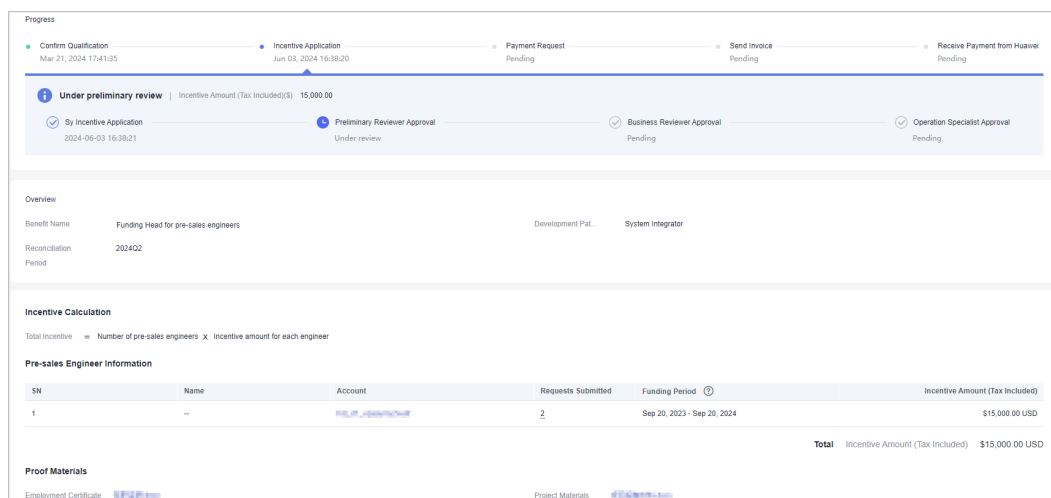 Progress
Confirm Qualification Incentive Application Payment Request Send Invoice Receive Payment from Huawei
Mar 21, 2024 17:41:35 Jun 03, 2024 16:38:20 Pending Pending Pending
Under preliminary review | Incentive Amount (Tax Included)($) 15,000.00
Sy Incentive Application Preliminary Reviewer Approval Business Reviewer Approval Operation Specialist Approval
2024-06-03 16:38:21 Under review Pending Pending
Overview
Benefit Name Funding Head for pre-sales engineers Development Pat... System Integrator
Reconciliation 2024Q2
Period
Incentive Calculation
Total Incentive = Number of pre-sales engineers X Incentive amount for each engineer
Pre-sales Engineer Information
SN Name Account Requests Submitted Funding Period ? Incentive Amount (Tax Included)
1 -- 2 Sep 20, 2023 - Sep 20, 2024 $15,000.00 USD
Total Incentive Amount (Tax Included) $15,000.00 USD
Proof Materials
Employment Certificate Project Materials